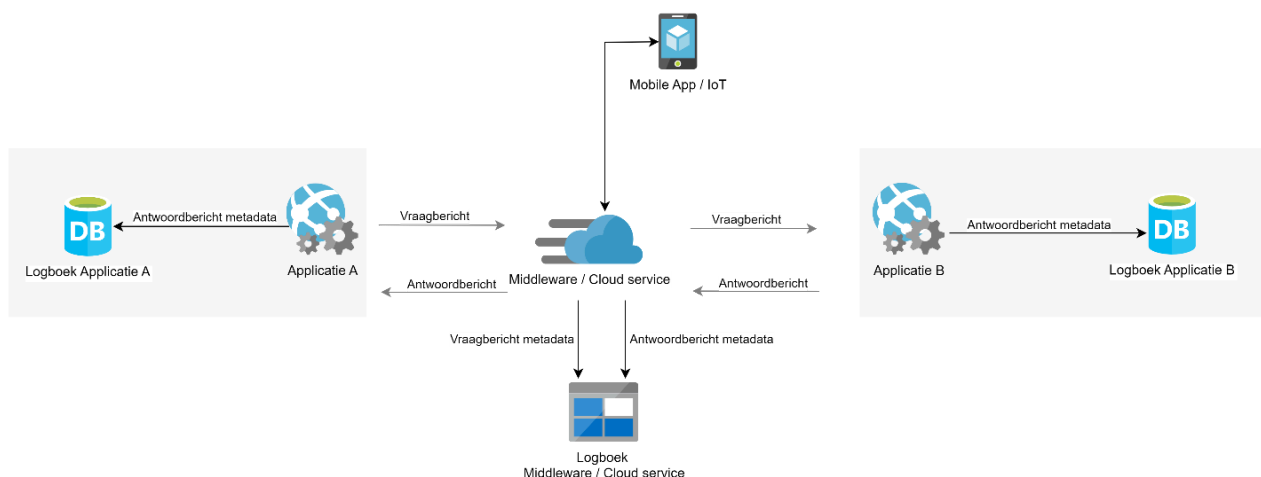 Mobile App / IoT
Antwoordbericht metadata
DB
Logboek Applicatie A
Applicatie A
Vraagbericht
Antwoordbericht
Middleware / Cloud service
Vraagbericht
Antwoordbericht
Applicatie B
Antwoordbericht metadata
DB
Logboek Applicatie B
Vraagbericht metadata
Antwoordbericht metadata
Logboek
Middleware / Cloud service